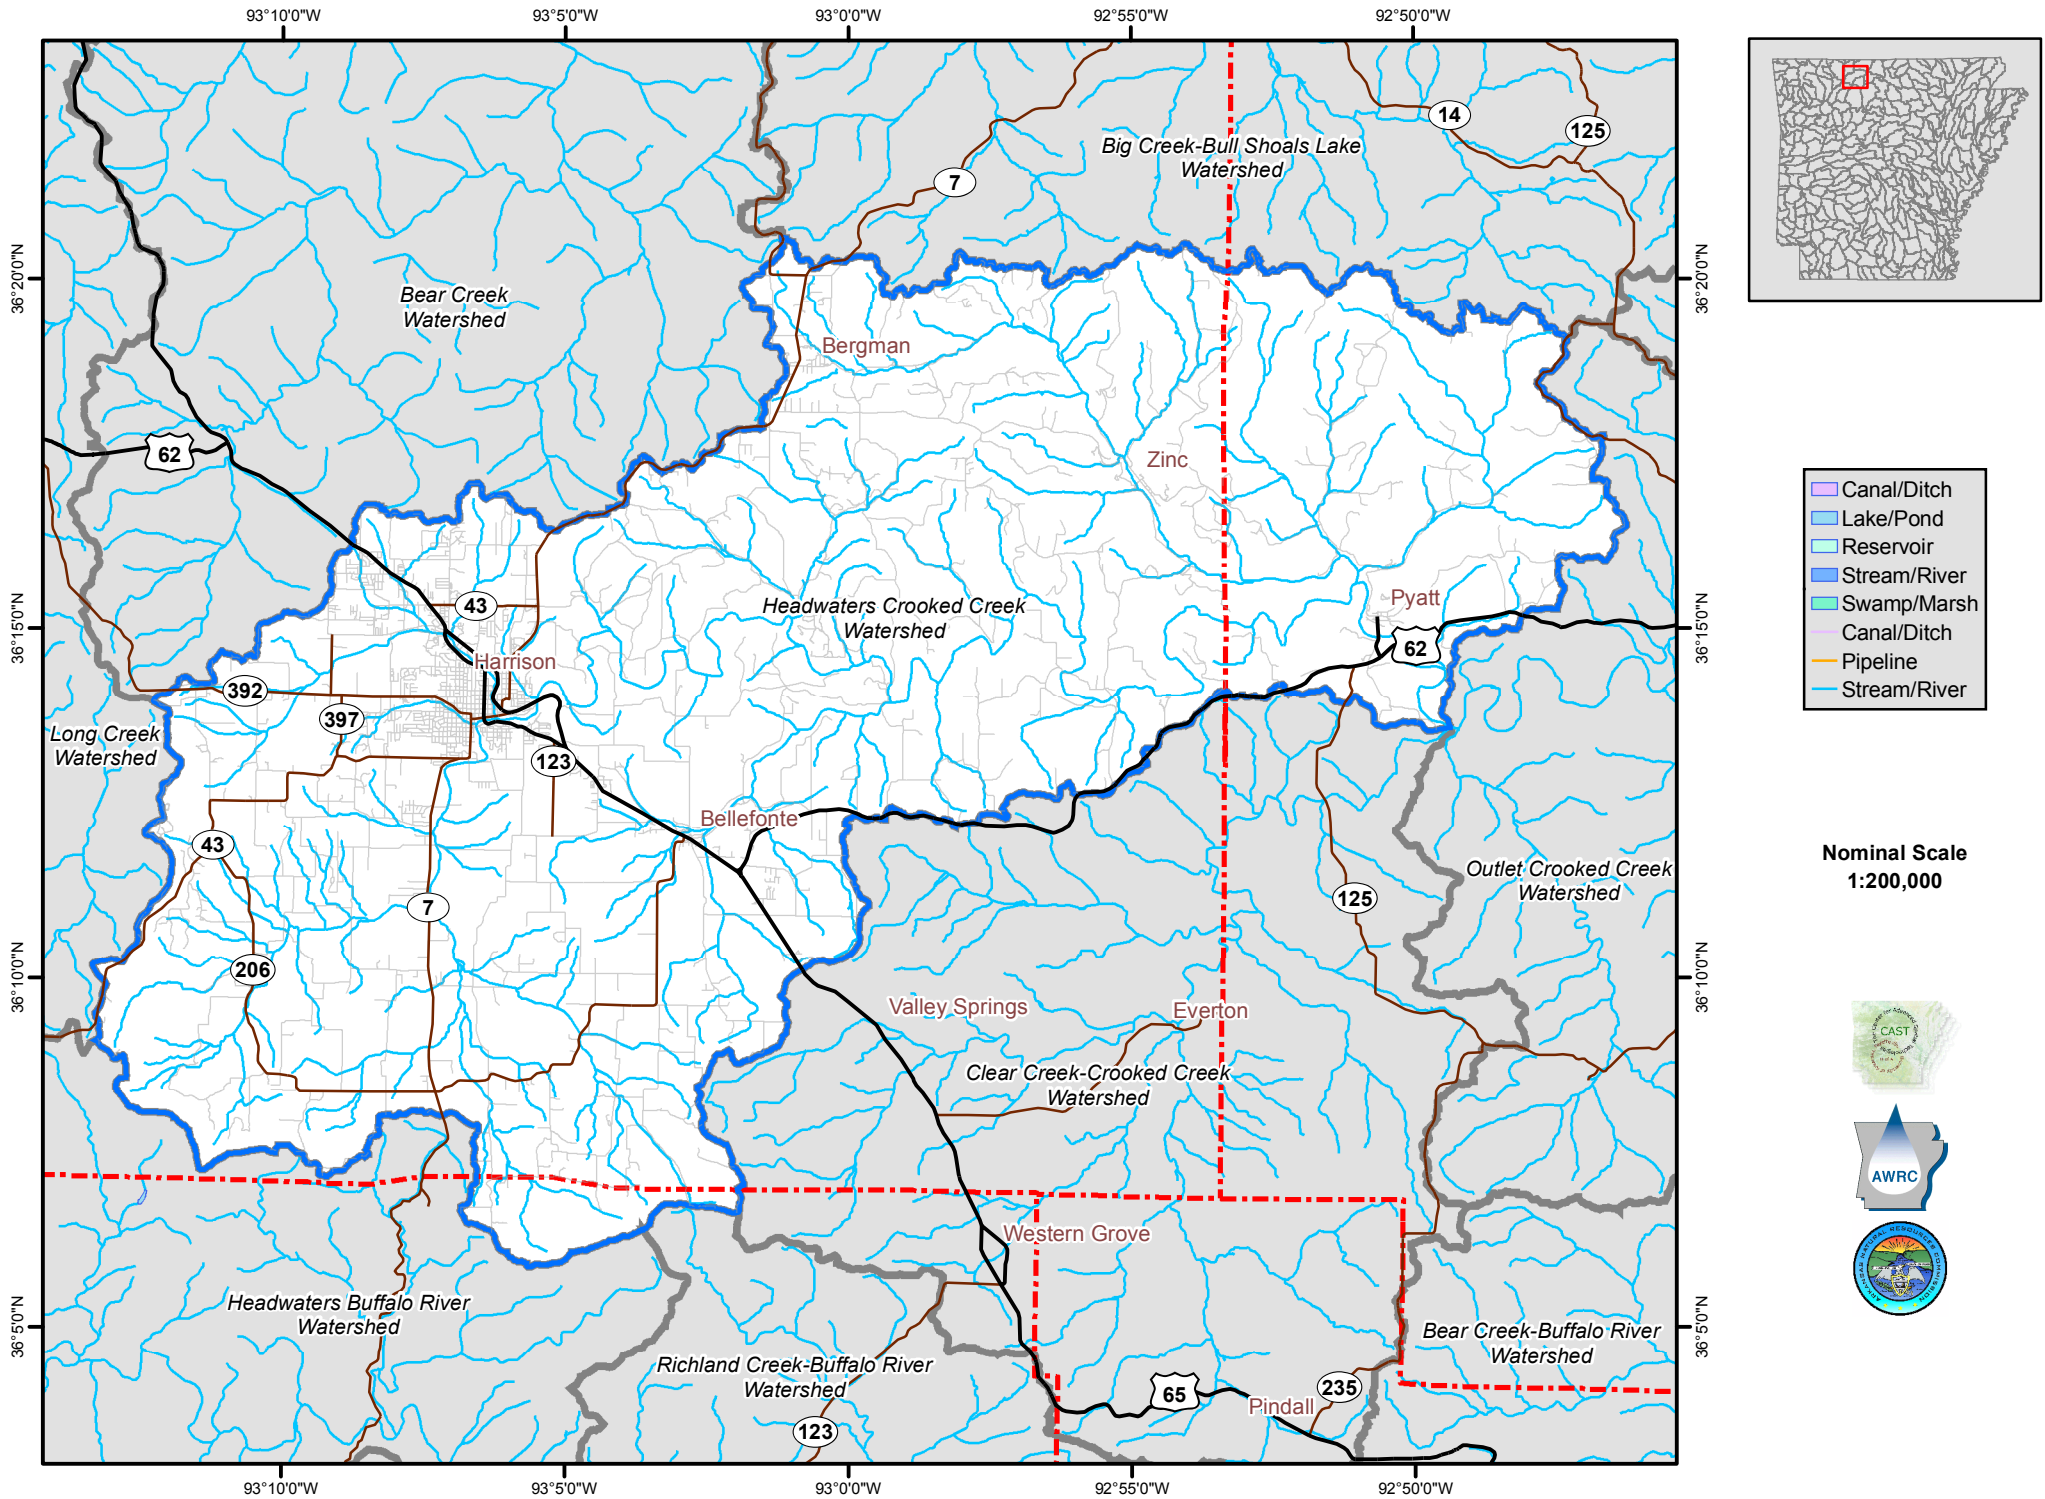 93°10'0"W
93°5'0"W
93°0'0"W
92°55'0"W
92°50'0"W
36°20'0"N
36°15'0"N
36°10'0"N
36°5'0"N
36°20'0"N
36°15'0"N
36°10'0"N
36°5'0"N
14
125
Big Creek-Bull Shoals Lake
Watershed
7
Bear Creek
Watershed
Bergman
62
Zinc
43
Headwaters Crooked Creek
Watershed
Pyatt
62
Harrison
392
397
Long Creek
Watershed
123
Bellefonte
43
Outlet Crooked Creek
Watershed
7
125
206
Valley Springs
Everton
Clear Creek-Crooked Creek
Watershed
Western Grove
Headwaters Buffalo River
Watershed
Bear Creek-Buffalo River
Watershed
Richland Creek-Buffalo River
Watershed
65
235
Pindall
123
93°10'0"W
93°5'0"W
93°0'0"W
92°55'0"W
92°50'0"W
Canal/Ditch
Lake/Pond
Reservoir
Stream/River
Swamp/Marsh
Canal/Ditch
Pipeline
Stream/River
Nominal Scale
1:200,000
CAST
AWRC
ARKANSAS NATURAL RESOURCES COMMISSION